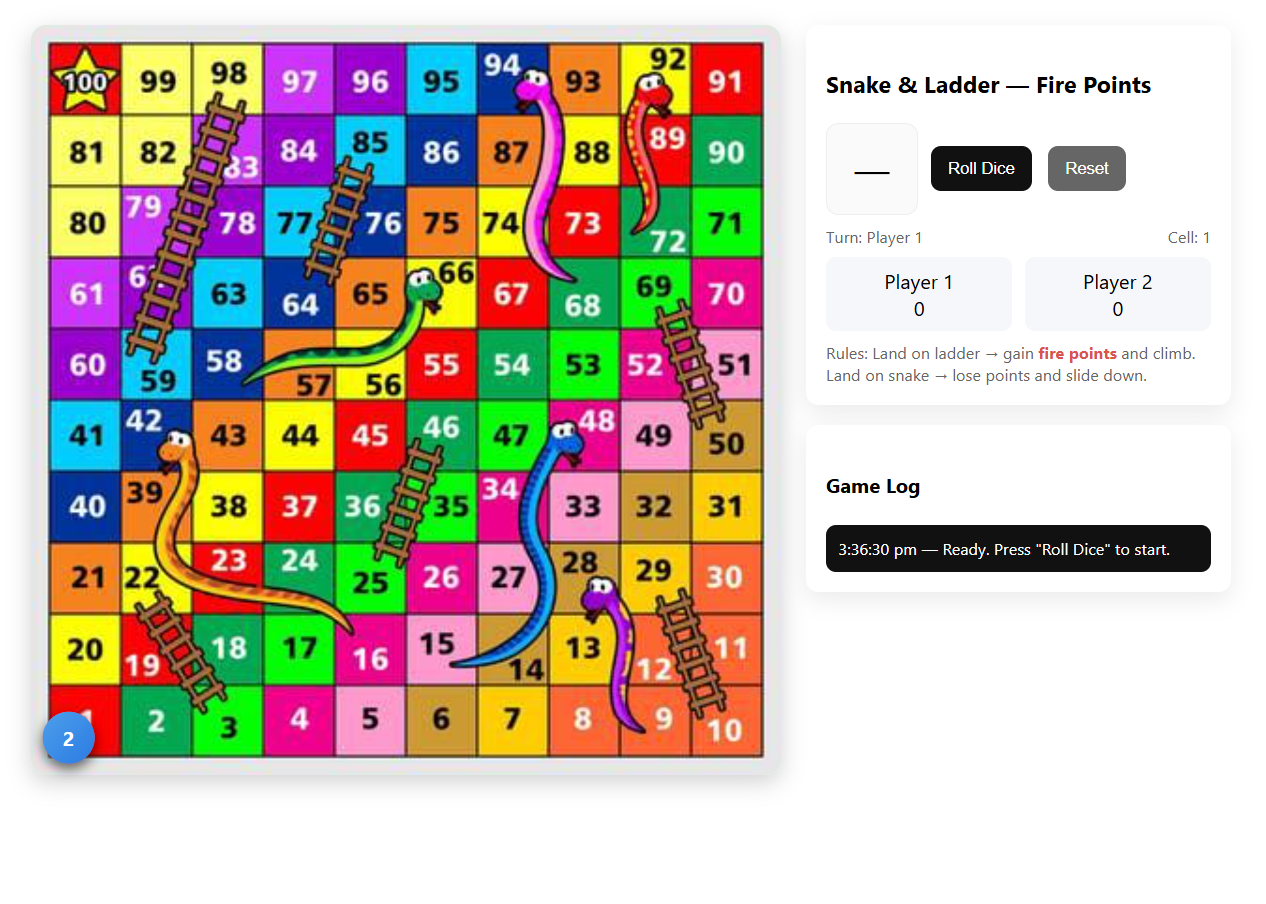 100 99 98 97 96 95 94 93 92 91
81 82 83 84 85 86 87 88 89 90
80 79 78 77 76 75 74 73 72 71
61 63 64 65 66 67 68 69 70
60 59 58 57 56 55 54 53 52 51
41 42 43 44 45 46 47 48 49 50
40 39 38 37 36 35 34 33 32 31
21 22 23 24 25 26 27 28 29 30
20 19 18 17 16 15 14 13 12 11
1 2 3 4 5 6 7 8 9 10
2
Snake & Ladder — Fire Points
—
Roll Dice
Reset
Turn: Player 1
Cell: 1
Player 1
0
Player 2
0
Rules: Land on ladder → gain fire points and climb.
Land on snake → lose points and slide down.
Game Log
3:36:30 pm — Ready. Press "Roll Dice" to start.